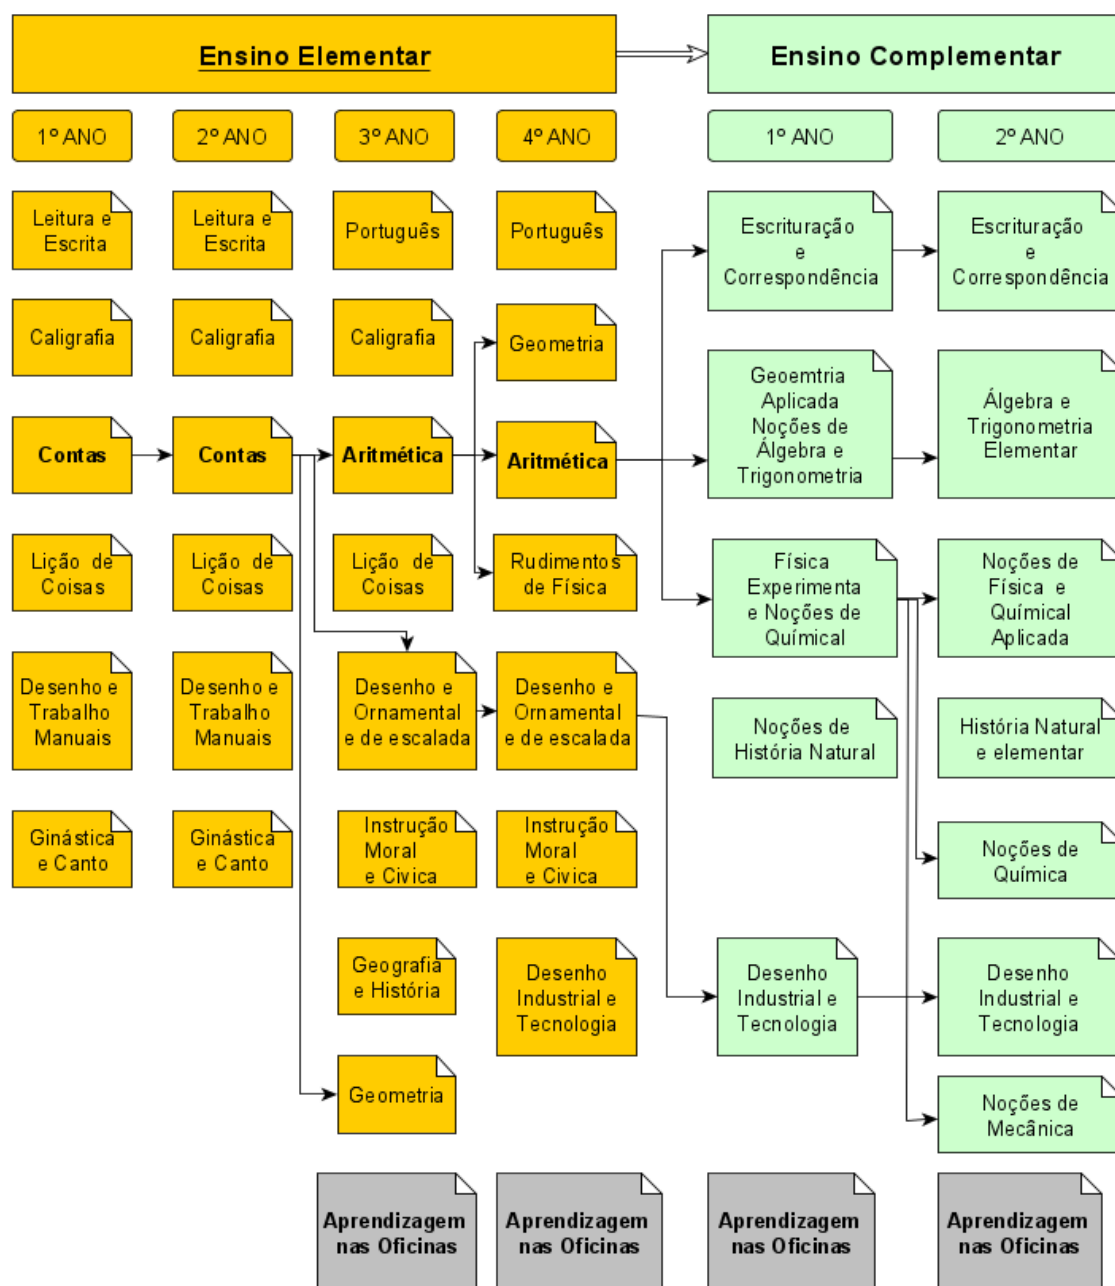 Ensino Elementar
Ensino Complementar
1º ANO
2º ANO
3º ANO
4º ANO
1º ANO
2º ANO
Leitura e
Escrita
Leitura e
Escrita
Português
Português
Escrituração
e
Correspondência
Escrituração
e
Correspondência
Caligrafia
Caligrafia
Caligrafia
Geometria
Geoemtria
Aplicada
Noções de
Álgebra e
Trigonometria
Álgebra e
Trigonometria
Elementar
Contas
Contas
Aritmética
Aritmética
Lição de
Coisas
Lição de
Coisas
Lição de
Coisas
Rudimentos
de Física
Física
Experimenta
e Noções de
Químical
Noções de
Física e
Químical
Aplicada
Desenho e
Trabalho
Manuais
Desenho e
Trabalho
Manuais
Desenho e
Ornamental
e de escalada
Desenho e
Ornamental
e de escalada
Noções de
História Natural
História Natural
e elementar
Ginástica
e Canto
Ginástica
e Canto
Instrução
Moral
e Civica
Instrução
Moral
e Civica
Noções de
Química
Geografia
e História
Desenho
Industrial e
Tecnologia
Desenho
Industrial e
Tecnologia
Desenho
Industrial e
Tecnologia
Geometria
Noções de
Mecânica
Aprendizagem
nas Oficinas
Aprendizagem
nas Oficinas
Aprendizagem
nas Oficinas
Aprendizagem
nas Oficinas